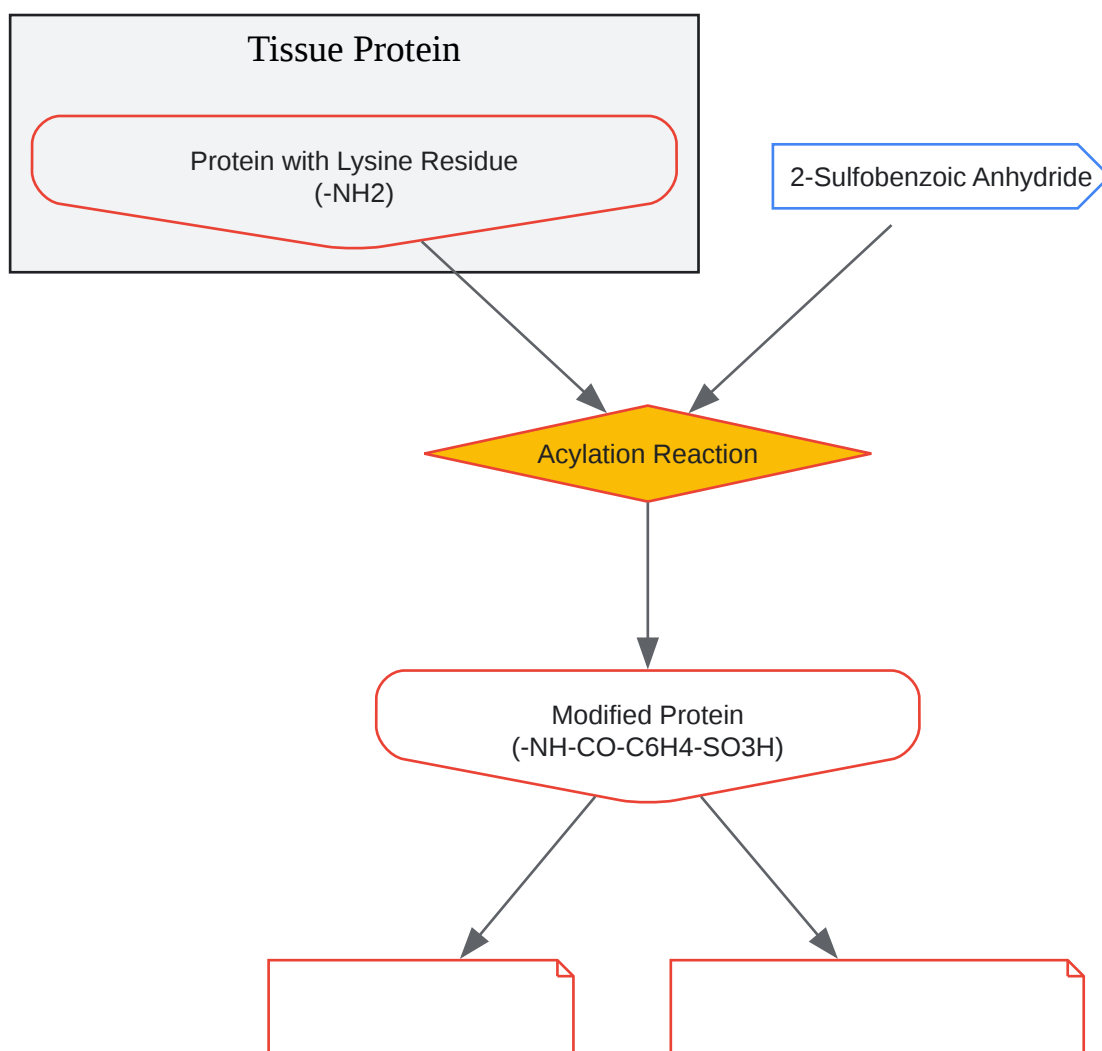 Tissue Protein
Protein with Lysine Residue
(-NH2)
2-Sulfobenzoic Anhydride
Acylation Reaction
Modified Protein
(-NH-CO-C6H4-SO3H)